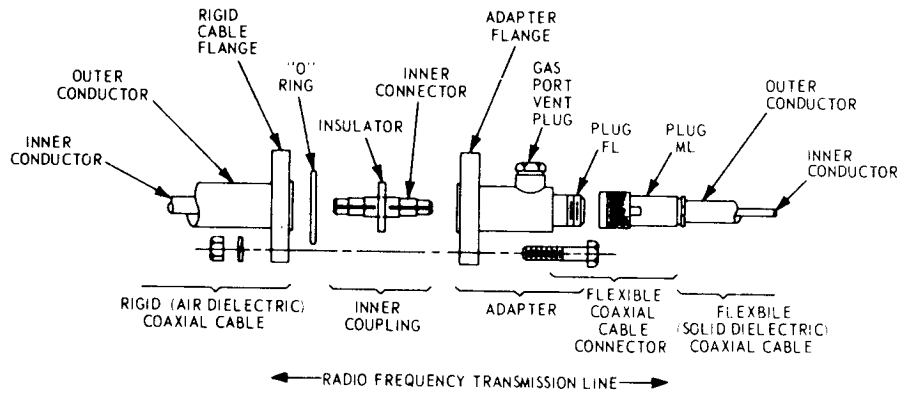 RIGID
CABLE
FLANGE
ADAPTER
FLANGE
OUTER
CONDUCTOR
"O"
RING
INNER
CONNECTOR
GAS
PORT
VENT
PLUG
OUTER
CONDUCTOR
INNER
CONDUCTOR
INSULATOR
PLUG
FL
PLUG
ML
INNER
CONDUCTOR
RIGID (AIR DIELECTRIC)
COAXIAL CABLE
INNER
COUPLING
ADAPTER
FLEXIBLE
COAXIAL
CABLE
CONNECTOR
FLEXBILE
(SOLID DIELECTRIC)
COAXIAL CABLE
RADIO FREQUENCY TRANSMISSION LINE